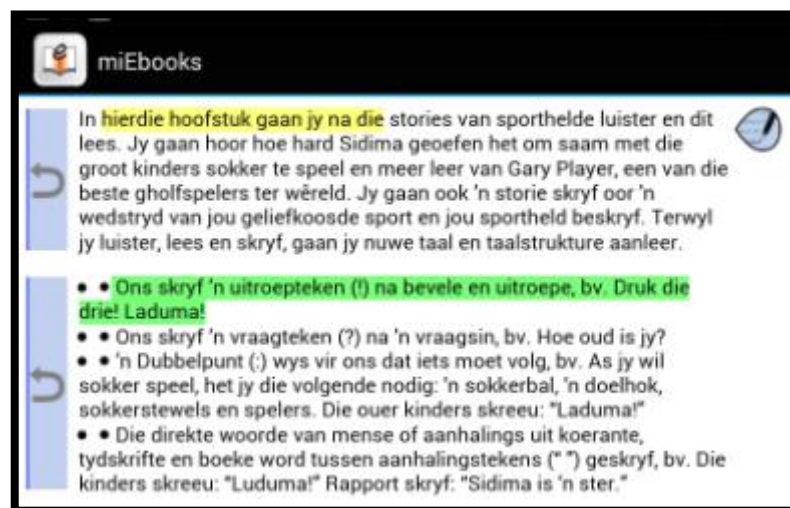 miEbooks
In hierdie hoofstuk gaan jy na die stories van sporthelde luister en dit
lees. Jy gaan hoor hoe hard Sidima geoefen het om saam met die
groot kinders sokker te speel en meer leer van Gary Player, een van die
beste gholfspelers ter wêreld. Jy gaan ook 'n storie skryf oor 'n
wedstryd van jou geliefkoosde sport en jou sportheld beskryf. Terwyl
jy luister, lees en skryf, gaan jy nuwe taal en taalstrukture aanleer.
• • Ons skryf 'n uitroepteken (!) na bevele en uitroepe, bv. Druk die
drie! Laduma!
• • Ons skryf 'n vraagteken (?) na 'n vraagsin, bv. Hoe oud is jy?
• • 'n Dubbelpunt (:) wys vir ons dat iets moet volg, bv. As jy wil
sokker speel, het jy die volgende nodig: 'n sokkerbal, 'n doelhok,
sokkerstewels en spelers. Die ouer kinders skreeu: “Laduma!”
• • Die direkte woorde van mense of aanhalings uit koerante,
tydskrifte en boeke word tussen aanhalingstekens (“ ”) geskryf, bv. Die
kinders skreeu: “Luduma!” Rapport skryf: “Sidima is 'n ster.”